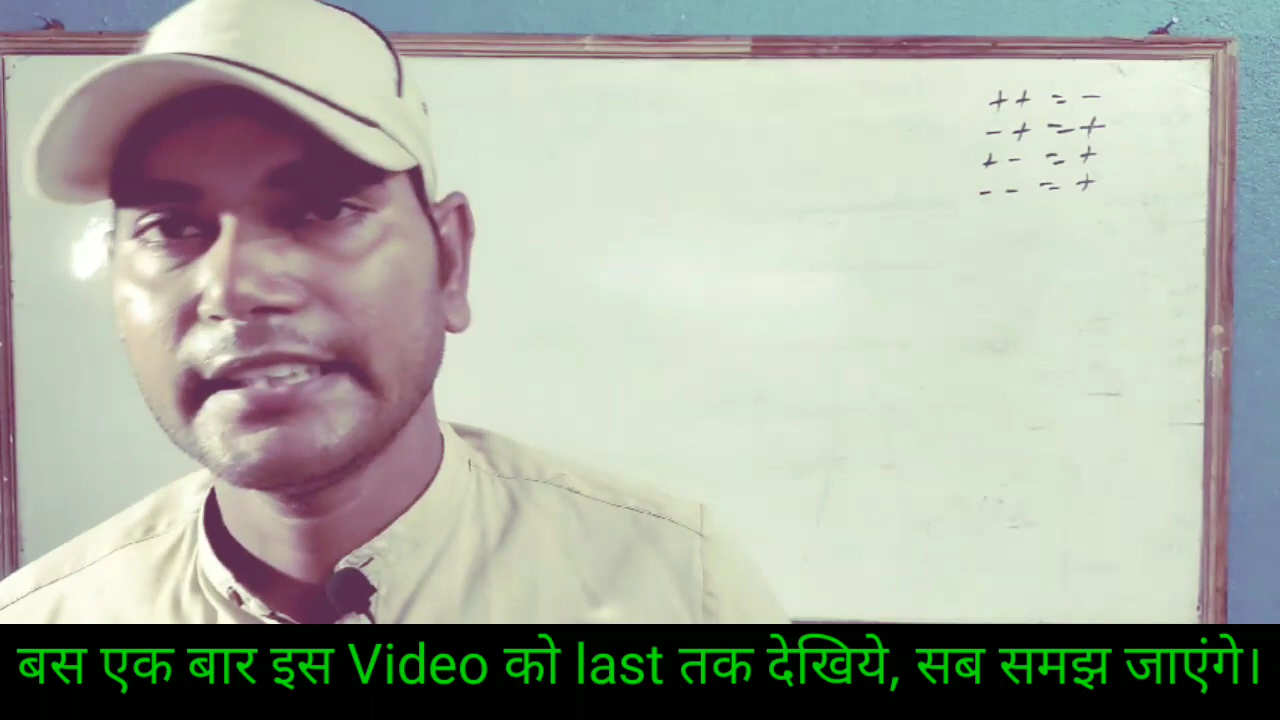 ++ = -
-+ =-+
+- = +
-- = +
बस एक बार इस Video को last तक देखिये, सब समझ जाएंगे।